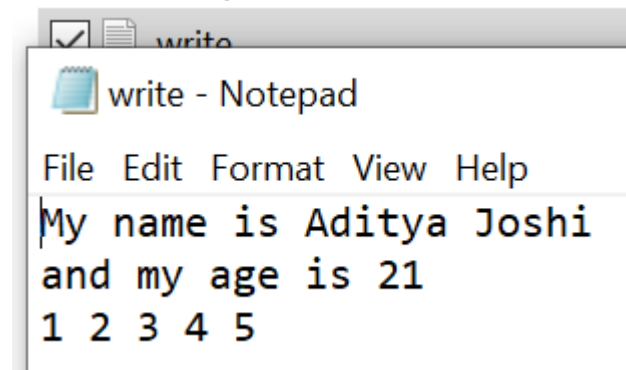 write
write - Notepad
File Edit Format View Help
My name is Aditya Joshi
and my age is 21
1 2 3 4 5